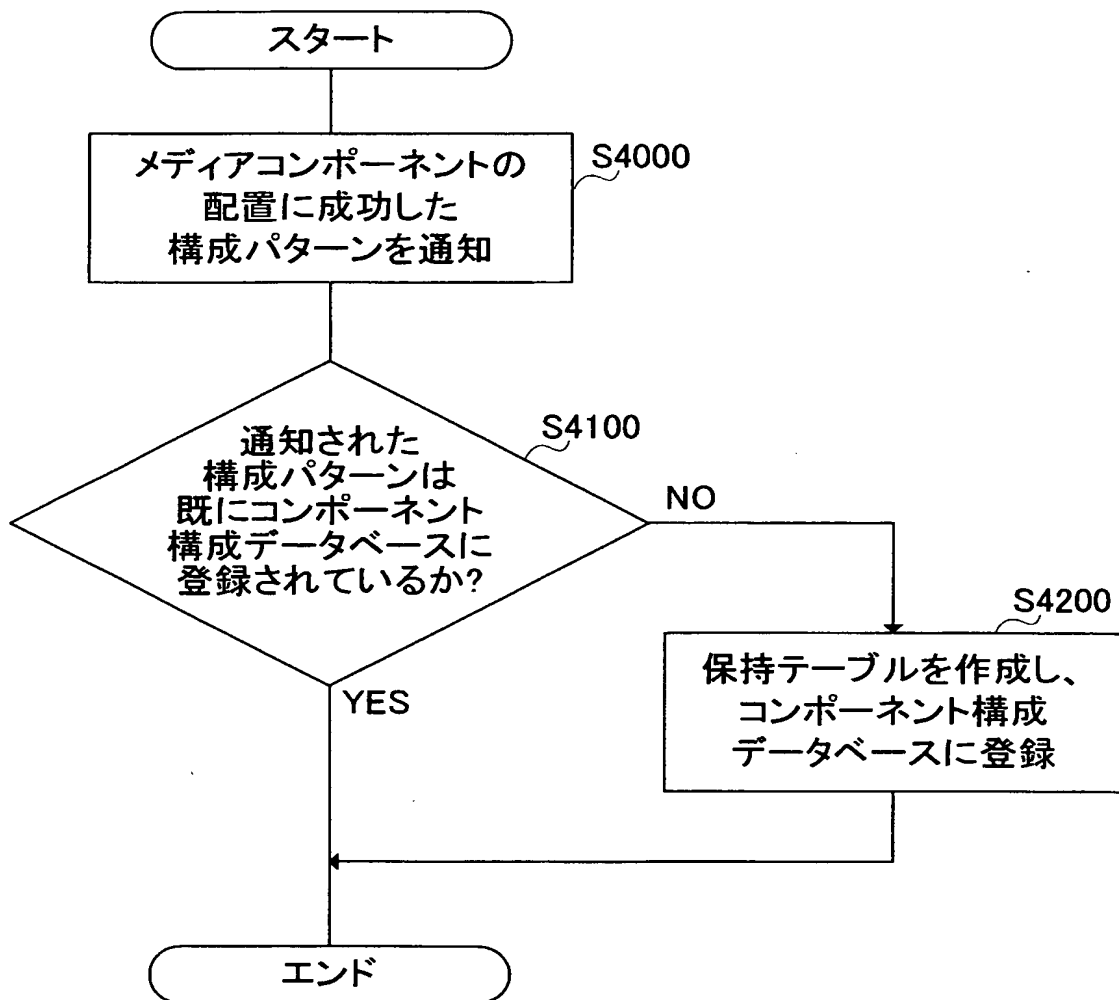 スタート
メディアコンポーネントの
配置に成功した
構成パターンを通知
S4000
通知された
構成パターンは
既にコンポーネント
構成データベースに
登録されているか?
S4100
NO
YES
S4200
保持テーブルを作成し、
コンポーネント構成
データベースに登録
エンド